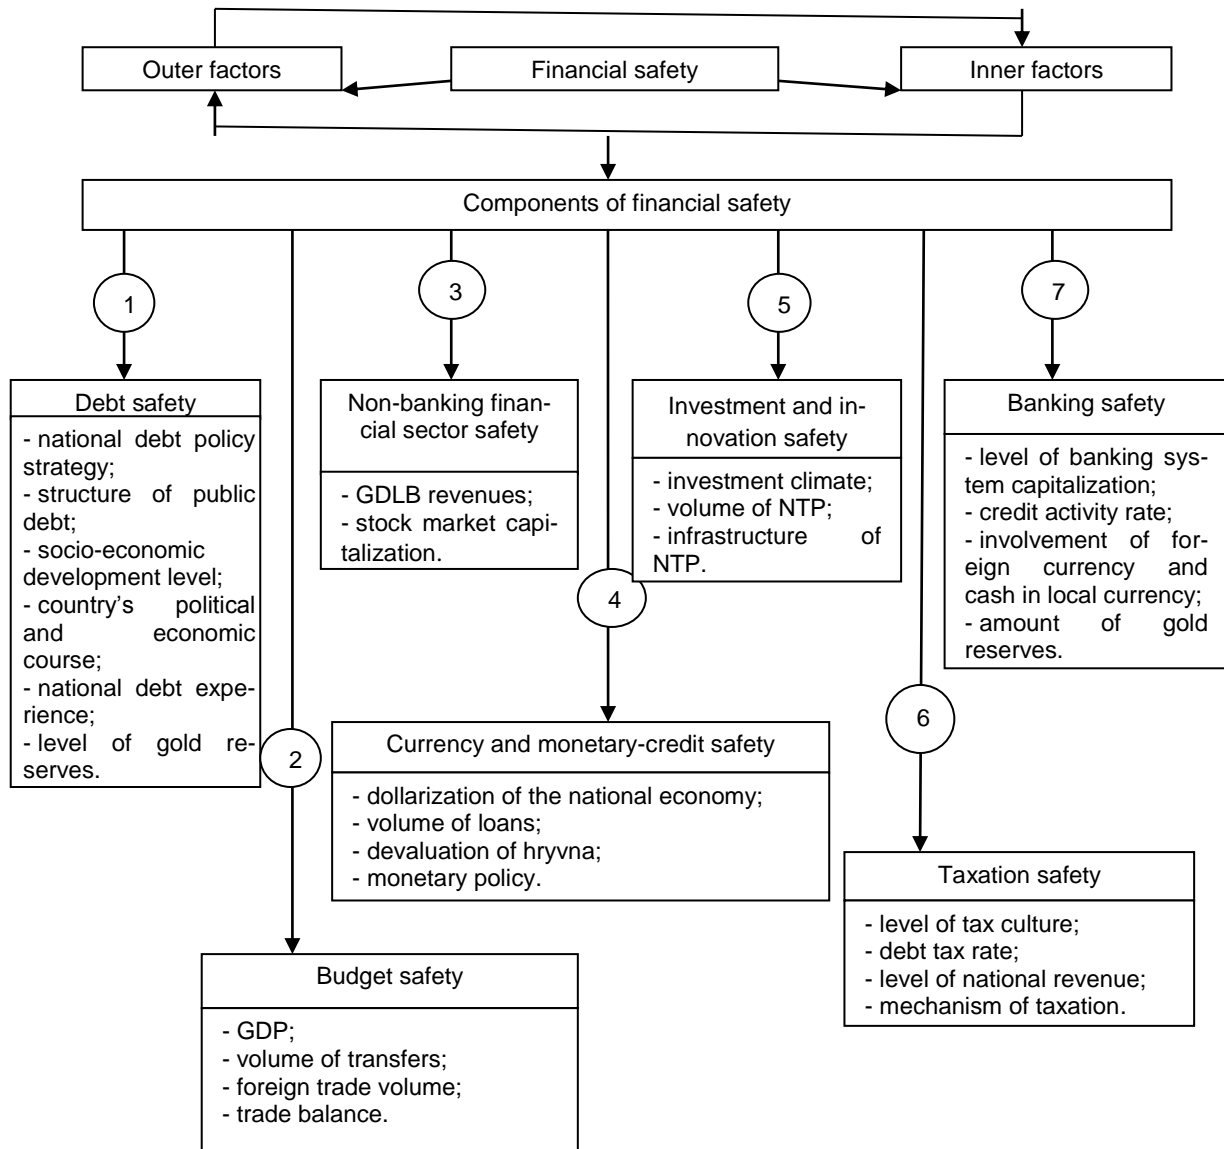 Outer factors
Financial safety
Inner factors
Components of financial safety
1
3
5
7
Debt safety
- national debt policy
strategy;
- structure of public
debt;
- socio-economic
development level;
- country’s political
and economic
course;
- national debt expe-
rience;
- level of gold re-
serves.
Non-banking finan-
cial sector safety
- GDLB revenues;
- stock market capi-
talization.
Investment and in-
novation safety
- investment climate;
- volume of NTP;
- infrastructure of
NTP.
Banking safety
- level of banking sys-
tem capitalization;
- credit activity rate;
- involvement of for-
eign currency and
cash in local currency;
- amount of gold
reserves.
4
6
2
Currency and monetary-credit safety
- dollarization of the national economy;
- volume of loans;
- devaluation of hryvna;
- monetary policy.
Taxation safety
- level of tax culture;
- debt tax rate;
- level of national revenue;
- mechanism of taxation.
Budget safety
- GDP;
- volume of transfers;
- foreign trade volume;
- trade balance.